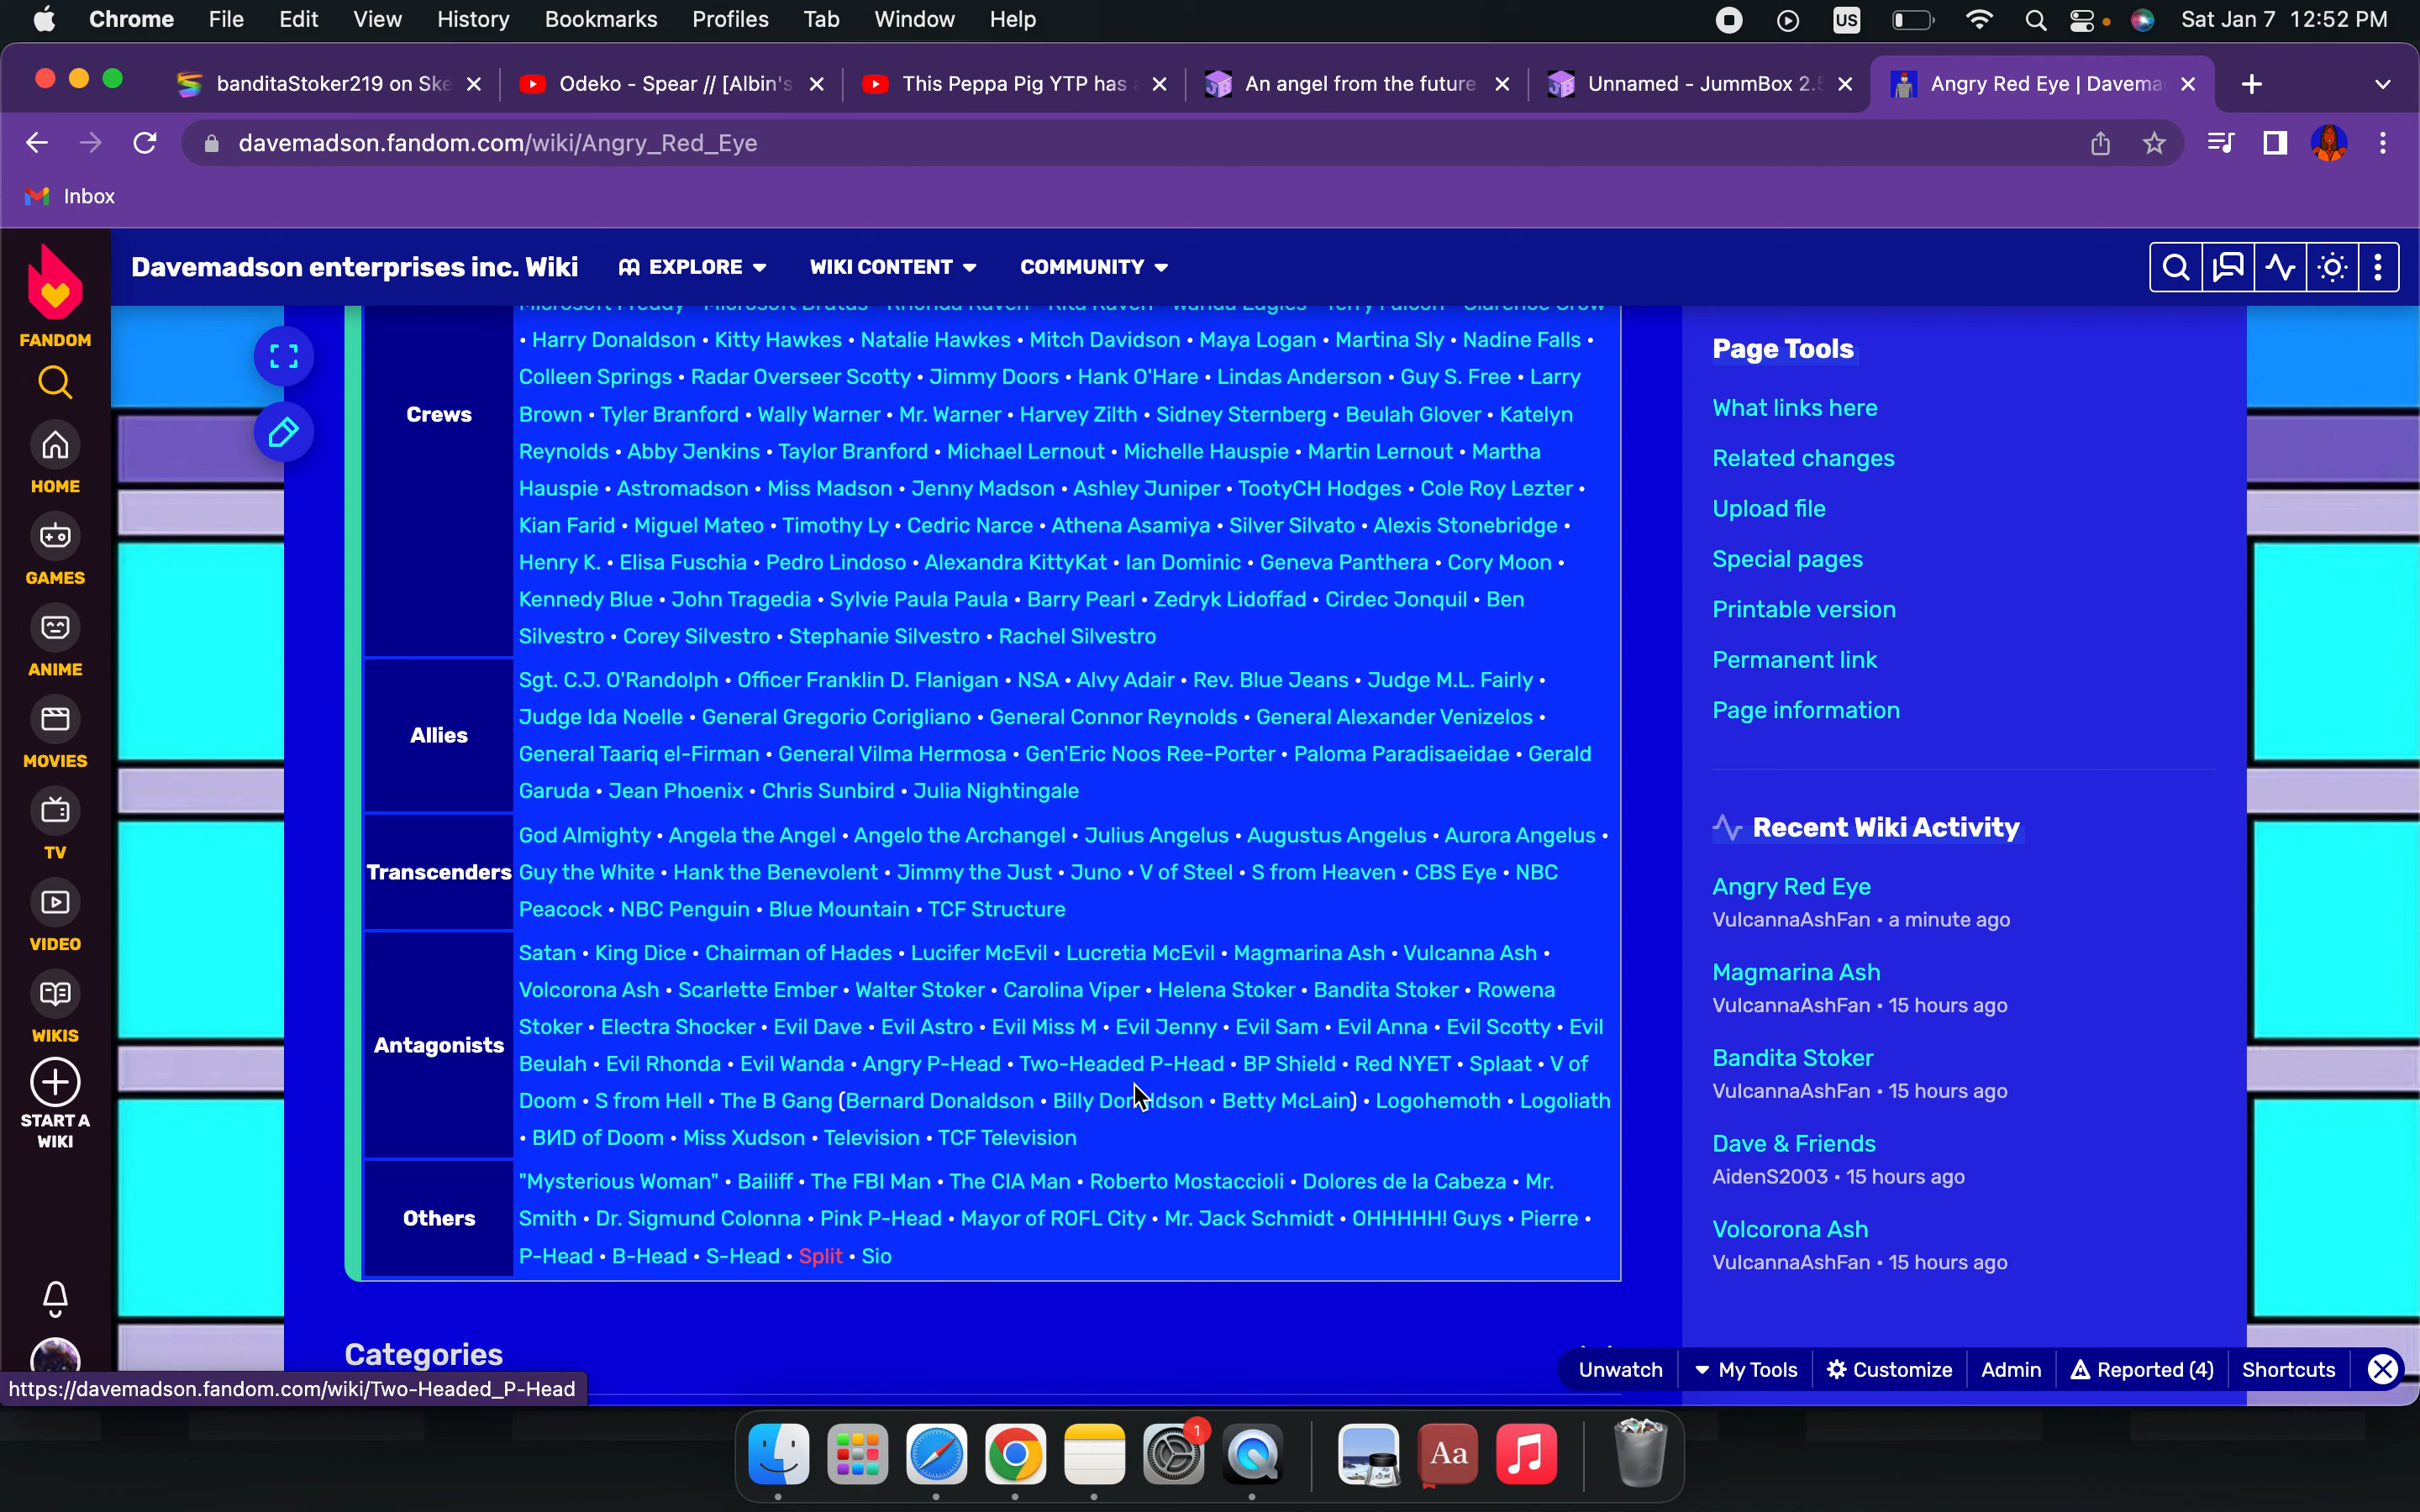 Chrome File Edit View History Bookmarks Profiles Tab Window Help US Sat Jan 7 12:52 PM
banditaStoker219 on Ske Odeko - Spear // [Albin's This Peppa Pig YTP has An angel from the future Unnamed - JummBox 2.5 Angry Red Eye | Davema
davemadson.fandom.com/wiki/Angry_Red_Eye
Inbox
Davemadson enterprises inc. Wiki EXPLORE WIKI CONTENT COMMUNITY
FANDOM
HOME
GAMES
ANIME
MOVIES
TV
VIDEO
WIKIS
START A
WIKI
Crews
Microsoft Freddy • Microsoft Brutus • Rhonda Raven • Rita Raven • Wanda Eagles • Terry Falcon • Clarence Crow
• Harry Donaldson • Kitty Hawkes • Natalie Hawkes • Mitch Davidson • Maya Logan • Martina Sly • Nadine Falls •
Colleen Springs • Radar Overseer Scotty • Jimmy Doors • Hank O'Hare • Lindas Anderson • Guy S. Free • Larry
Brown • Tyler Branford • Wally Warner • Mr. Warner • Harvey Zilth • Sidney Sternberg • Beulah Glover • Katelyn
Reynolds • Abby Jenkins • Taylor Branford • Michael Lernout • Michelle Hauspie • Martin Lernout • Martha
Hauspie • Astromadson • Miss Madson • Jenny Madson • Ashley Juniper • TootyCH Hodges • Cole Roy Lezter •
Kian Farid • Miguel Mateo • Timothy Ly • Cedric Narce • Athena Asamiya • Silver Silvato • Alexis Stonebridge •
Henry K. • Elisa Fuschia • Pedro Lindoso • Alexandra KittyKat • Ian Dominic • Geneva Panthera • Cory Moon •
Kennedy Blue • John Tragedia • Sylvie Paula Paula • Barry Pearl • Zedryk Lidoffad • Cirdec Jonquil • Ben
Silvestro • Corey Silvestro • Stephanie Silvestro • Rachel Silvestro
Allies
Sgt. C.J. O'Randolph • Officer Franklin D. Flanigan • NSA • Alvy Adair • Rev. Blue Jeans • Judge M.L. Fairly •
Judge Ida Noelle • General Gregorio Corigliano • General Connor Reynolds • General Alexander Venizelos •
General Taariq el-Firman • General Vilma Hermosa • Gen'Eric Noos Ree-Porter • Paloma Paradisaeidae • Gerald
Garuda • Jean Phoenix • Chris Sunbird • Julia Nightingale
Transcenders
God Almighty • Angela the Angel • Angelo the Archangel • Julius Angelus • Augustus Angelus • Aurora Angelus •
Guy the White • Hank the Benevolent • Jimmy the Just • Juno • V of Steel • S from Heaven • CBS Eye • NBC
Peacock • NBC Penguin • Blue Mountain • TCF Structure
Antagonists
Satan • King Dice • Chairman of Hades • Lucifer McEvil • Lucretia McEvil • Magmarina Ash • Vulcanna Ash •
Volcorona Ash • Scarlette Ember • Walter Stoker • Carolina Viper • Helena Stoker • Bandita Stoker • Rowena
Stoker • Electra Shocker • Evil Dave • Evil Astro • Evil Miss M • Evil Jenny • Evil Sam • Evil Anna • Evil Scotty • Evil
Beulah • Evil Rhonda • Evil Wanda • Angry P-Head • Two-Headed P-Head • BP Shield • Red NYET • Splaat • V of
Doom • S from Hell • The B Gang (Bernard Donaldson • Billy Donaldson • Betty McLain) • Logohemoth • Logoliath
• ВИD of Doom • Miss Xudson • Television • TCF Television
Others
"Mysterious Woman" • Bailiff • The FBI Man • The CIA Man • Roberto Mostaccioli • Dolores de la Cabeza • Mr.
Smith • Dr. Sigmund Colonna • Pink P-Head • Mayor of ROFL City • Mr. Jack Schmidt • OHHHHH! Guys • Pierre •
P-Head • B-Head • S-Head • Split • Sio
Categories
Page Tools
What links here
Related changes
Upload file
Special pages
Printable version
Permanent link
Page information
Recent Wiki Activity
Angry Red Eye
VulcannaAshFan • a minute ago
Magmarina Ash
VulcannaAshFan • 15 hours ago
Bandita Stoker
VulcannaAshFan • 15 hours ago
Dave & Friends
AidenS2003 • 15 hours ago
Volcorona Ash
VulcannaAshFan • 15 hours ago
Unwatch My Tools Customize Admin Reported (4) Shortcuts
https://davemadson.fandom.com/wiki/Two-Headed_P-Head
1
Aa